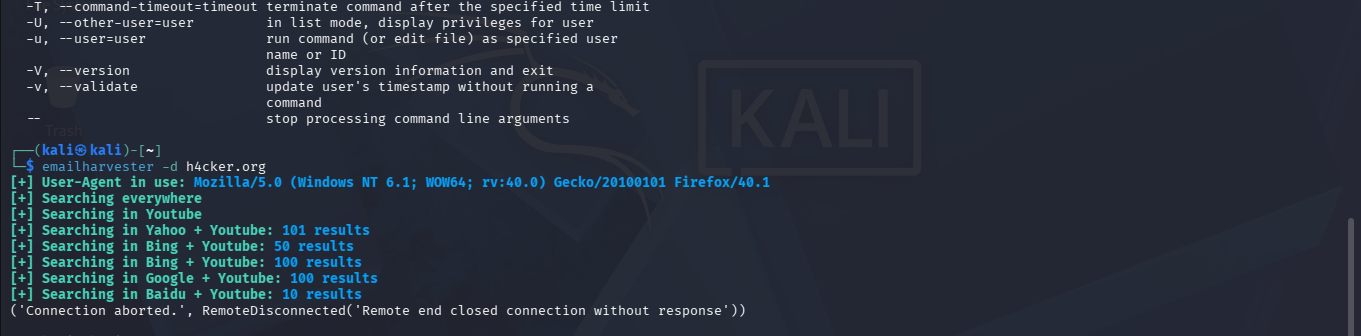 -T, --command-timeout=timeout terminate command after the specified time limit
-U, --other-user=user         in list mode, display privileges for user
-u, --user=user               run command (or edit file) as specified user
                              name or ID
-V, --version                 display version information and exit
-v, --validate                update user's timestamp without running a
                              command
--                            stop processing command line arguments
Trash
KALI
┌──(kali㉿kali)-[~]
└─$ emailharvester -d h4cker.org
[+] User-Agent in use: Mozilla/5.0 (Windows NT 6.1; WOW64; rv:40.0) Gecko/20100101 Firefox/40.1
[+] Searching everywhere
[+] Searching in Youtube
[+] Searching in Yahoo + Youtube: 101 results
[+] Searching in Bing + Youtube: 50 results
[+] Searching in Bing + Youtube: 100 results
[+] Searching in Google + Youtube: 100 results
[+] Searching in Baidu + Youtube: 10 results
('Connection aborted.', RemoteDisconnected('Remote end closed connection without response'))